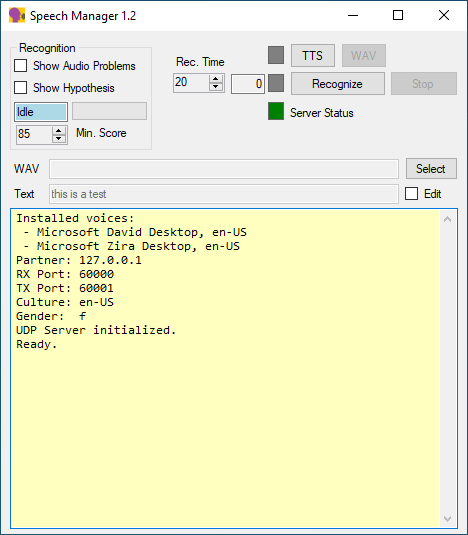 Speech Manager 1.2
Recognition
Show Audio Problems
Show Hypothesis
Idle
85 Min. Score
Rec. Time
20 0
TTS WAV
Recognize Stop
Server Status
WAV Select
Text this is a test Edit
Installed voices:
- Microsoft David Desktop, en-US
- Microsoft Zira Desktop, en-US
Partner: 127.0.0.1
RX Port: 60000
TX Port: 60001
Culture: en-US
Gender: f
UDP Server initialized.
Ready.